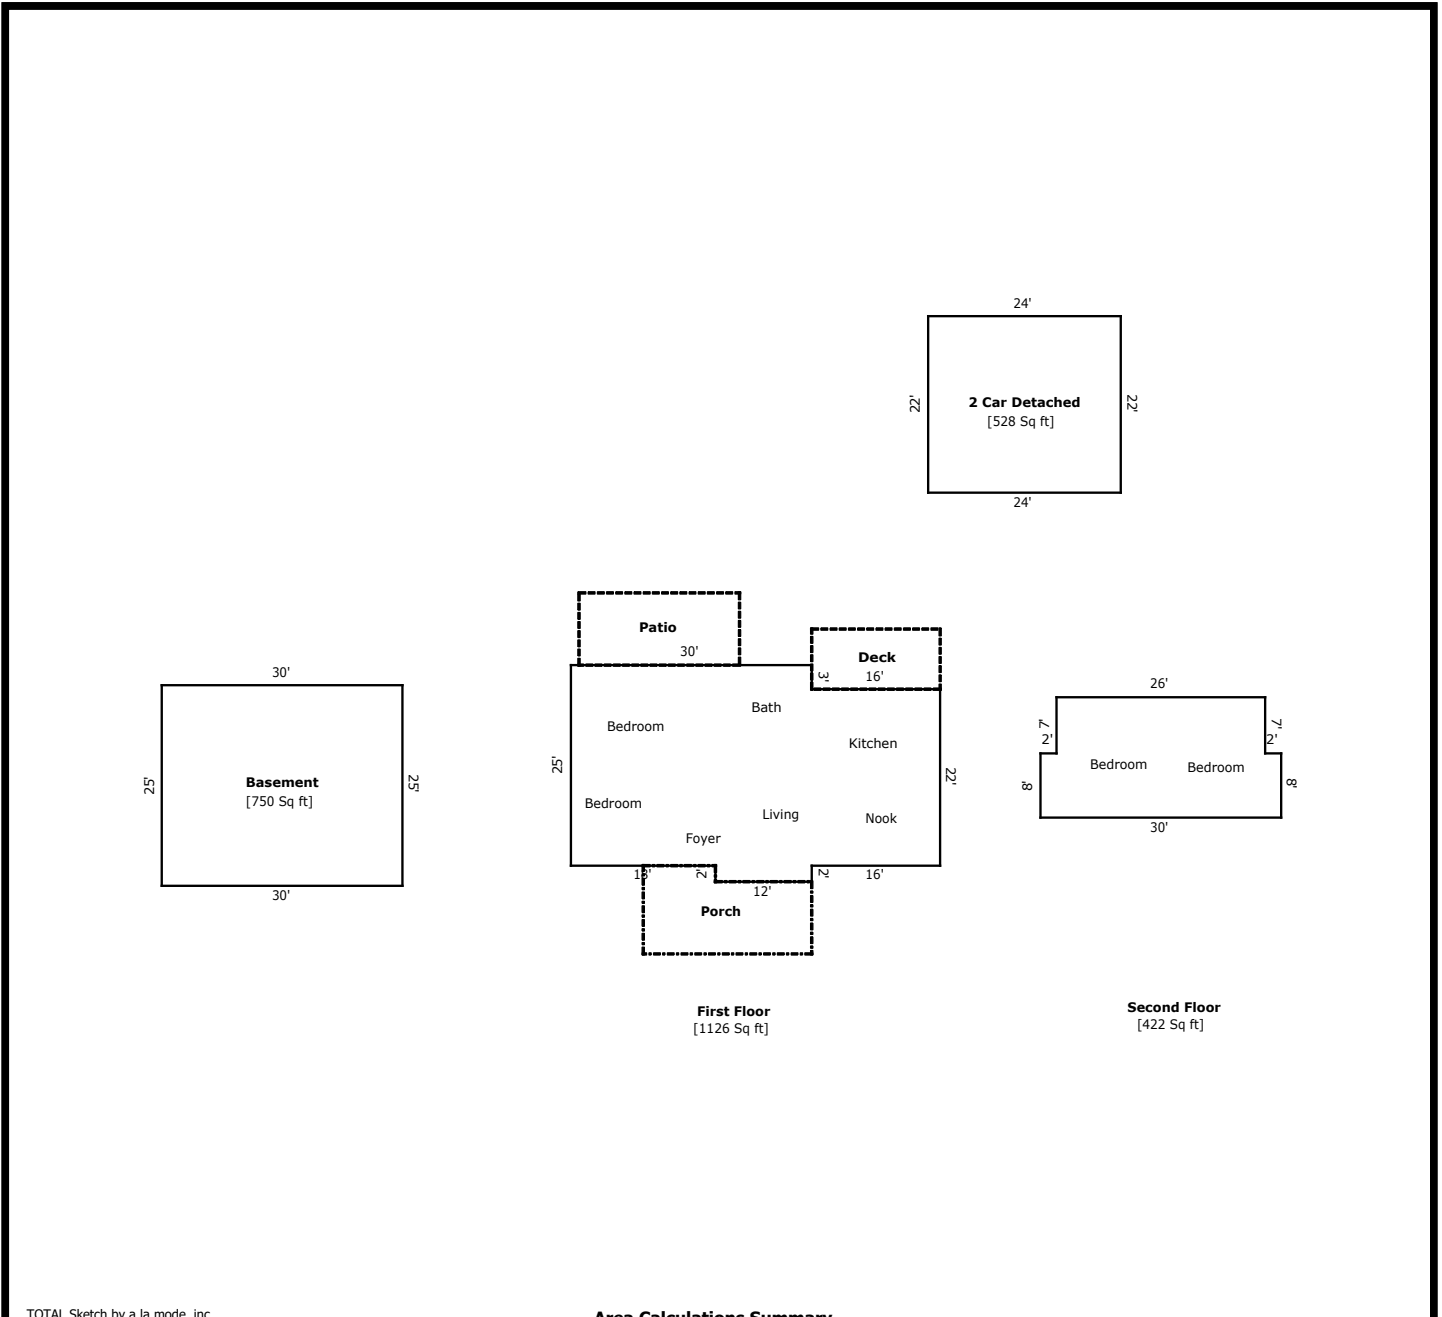 24'
22'
2 Car Detached
[528 Sq ft]
22'
24'
Patio
30'
Deck
3'
16'
Bath
Bedroom
Kitchen
25'
22'
Bedroom
Living
Nook
Foyer
2'
12'
2'
16'
Porch
First Floor
[1126 Sq ft]
30'
25'
Basement
[750 Sq ft]
25'
30'
26'
7'
2'
7'
2'
Bedroom
Bedroom
8'
8'
30'
Second Floor
[422 Sq ft]
TOTAL Sketch by a la mode, inc.
Area Calculations Summary